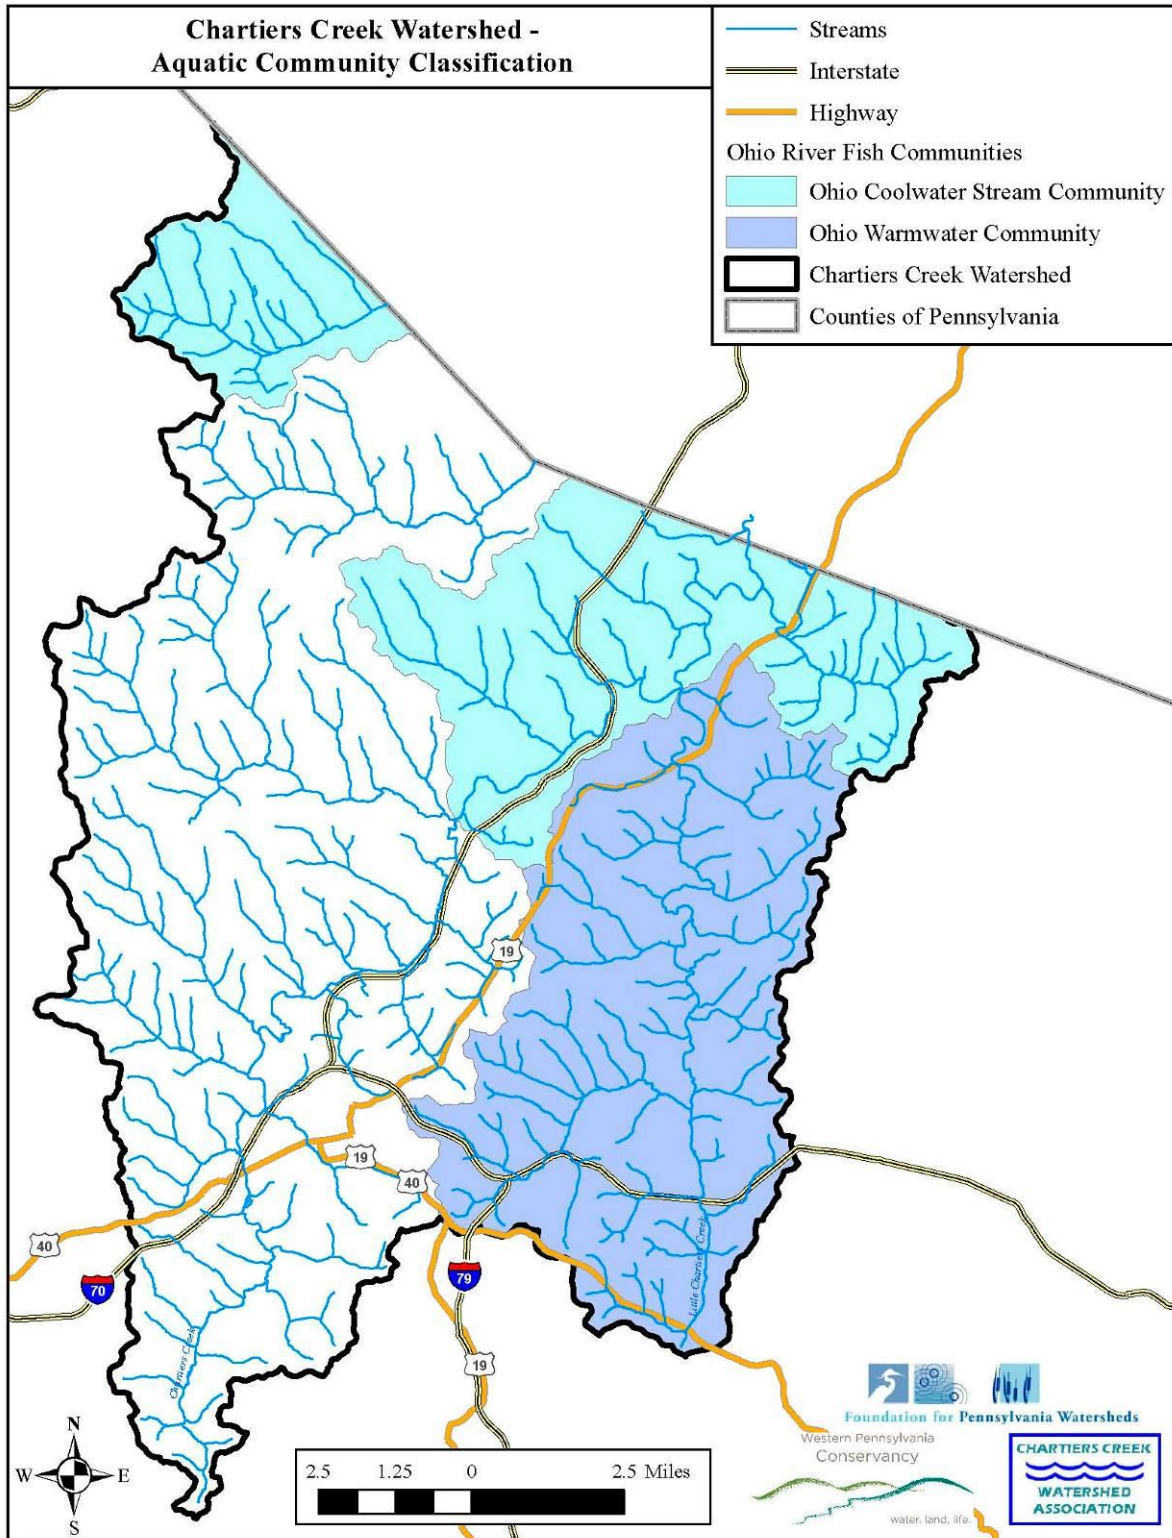 Chartiers Creek Watershed -
Aquatic Community Classification
Streams
Interstate
Highway
Ohio River Fish Communities
Ohio Coolwater Stream Community
Ohio Warmwater Community
Chartiers Creek Watershed
Counties of Pennsylvania
19
19
40
40
70
79
19
Little Chartiers Creek
Chartiers Creek
N
W E
S
2.5 1.25 0 2.5 Miles
Foundation for Pennsylvania Watersheds
Western Pennsylvania
Conservancy
water, land, life.
CHARTIERS CREEK
WATERSHED
ASSOCIATION